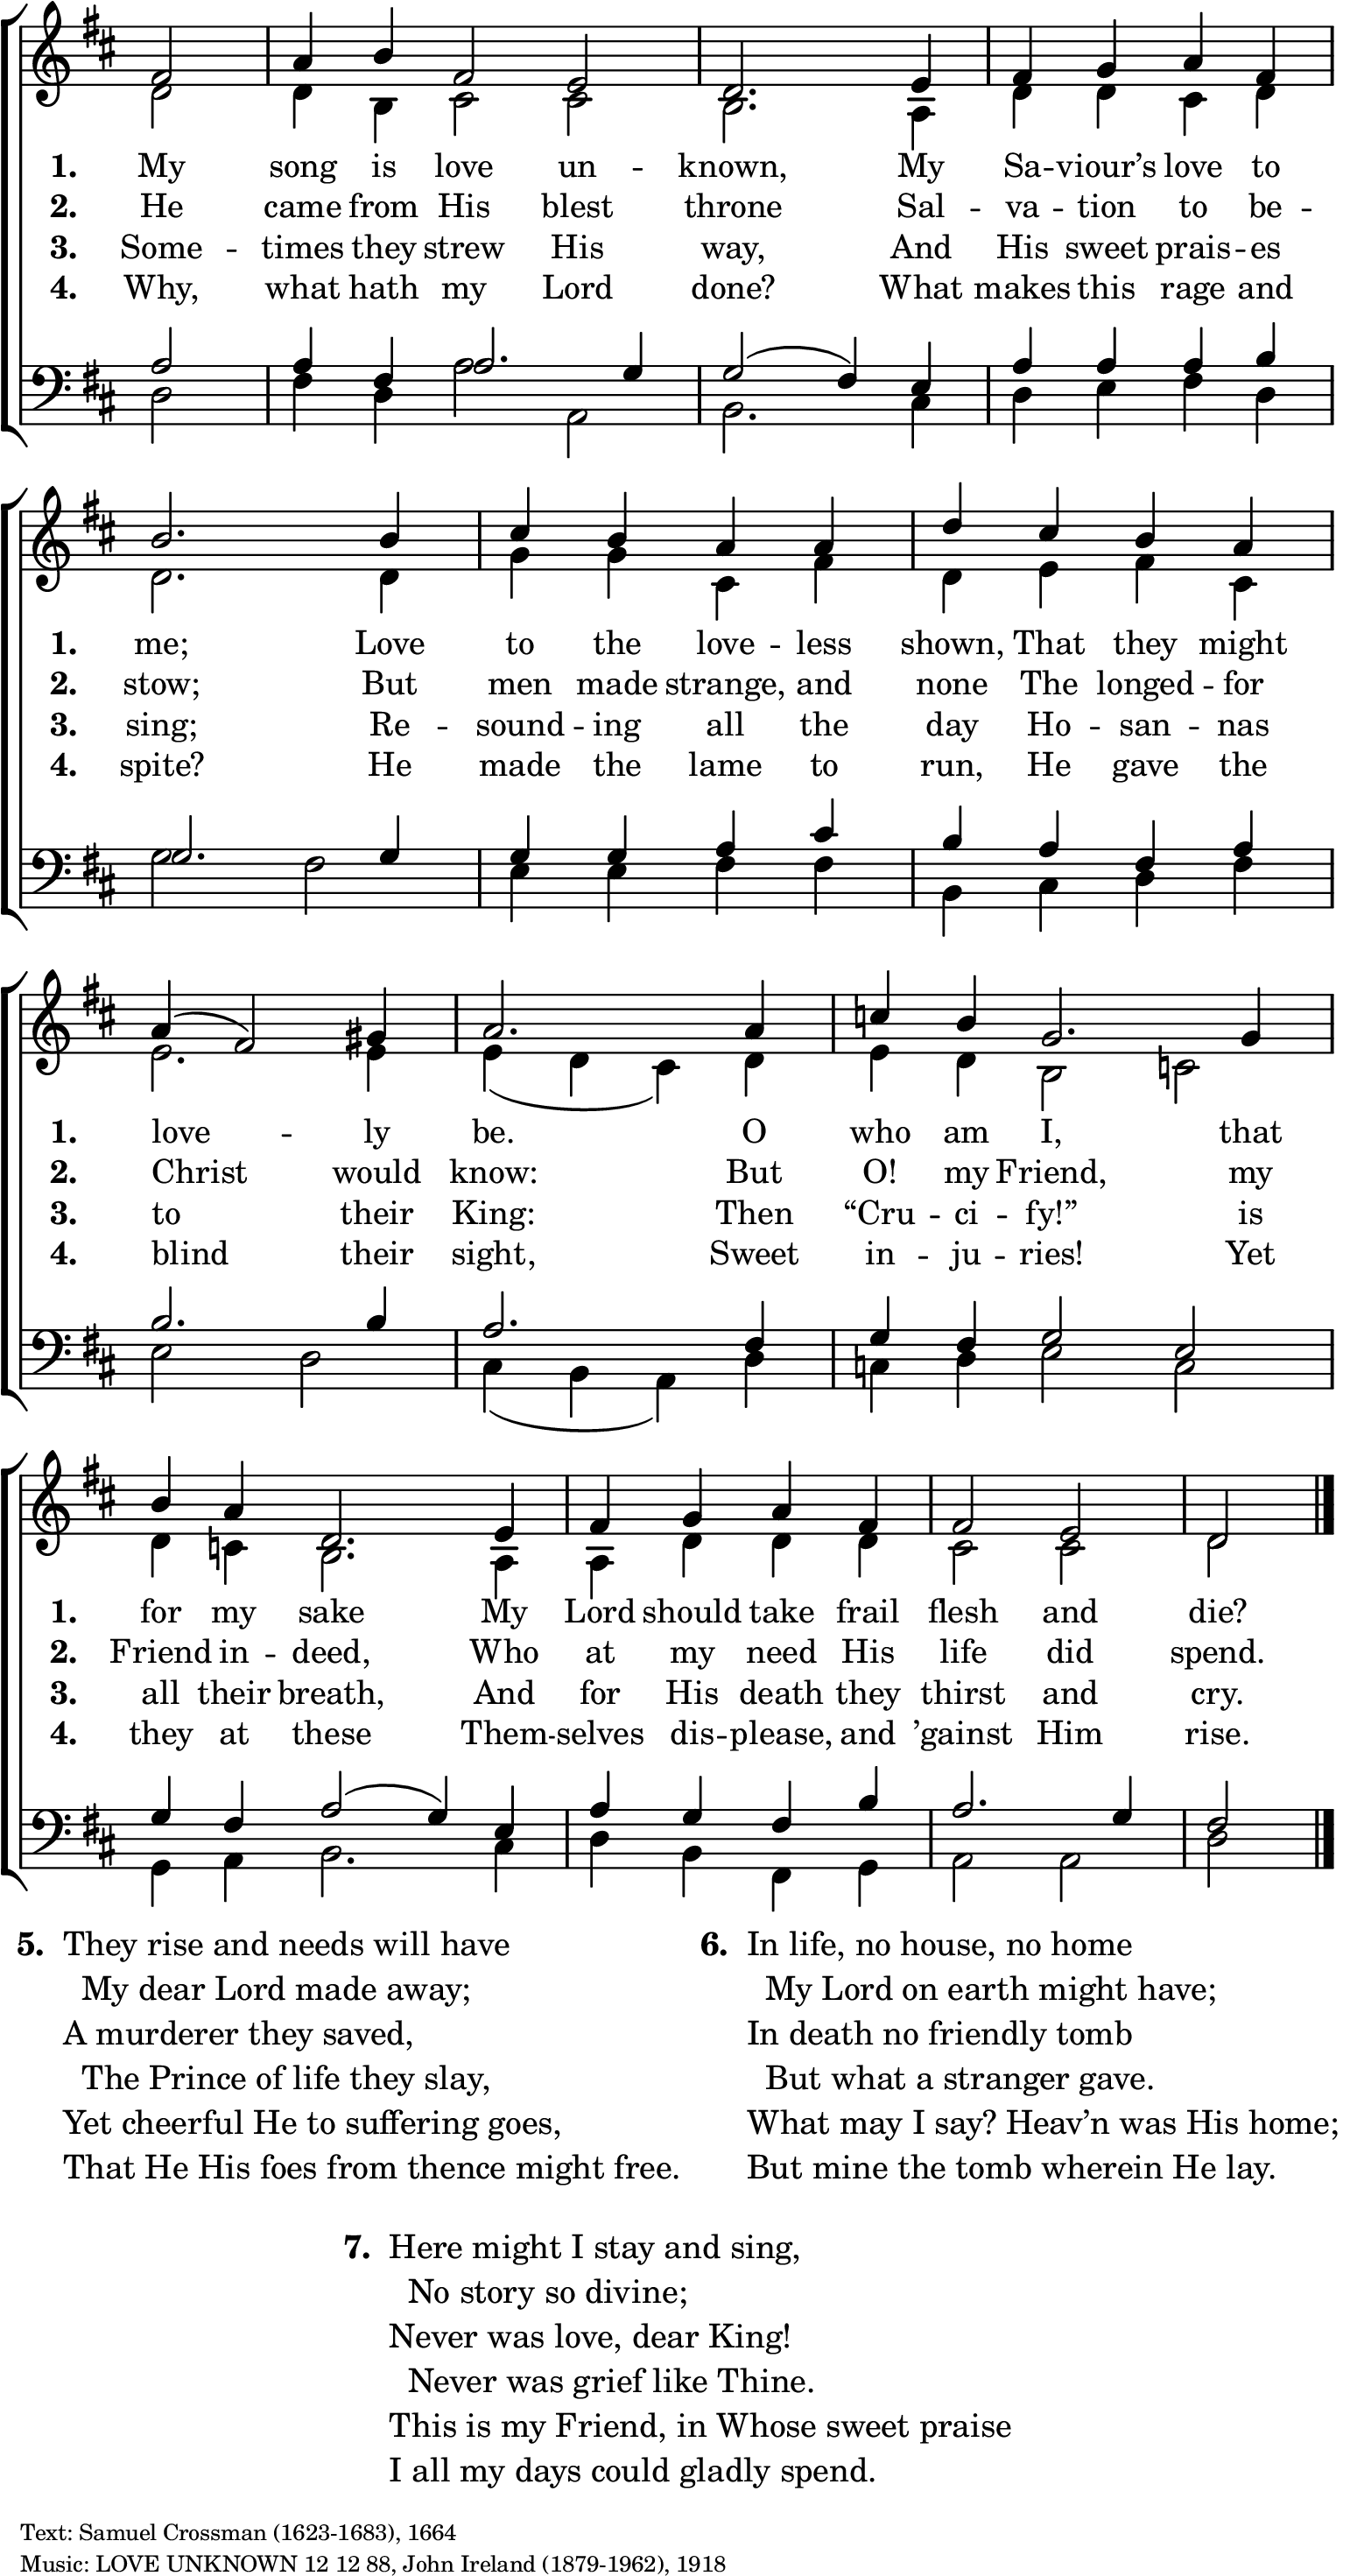 1. My song is love un -- known, My Sa -- viour’s love to
2. He came from His blest throne Sal -- va -- tion to be --
3. Some -- times they strew His way, And His sweet prais -- es
4. Why, what hath my Lord done? What makes this rage and
1. me; Love to the love -- less shown, That they might
2. stow; But men made strange, and none The longed -- for
3. sing; Re -- sound -- ing all the day Ho -- san -- nas
4. spite? He made the lame to run, He gave the
1. love -- ly be. O who am I, that
2. Christ would know: But O! my Friend, my
3. to their King: Then “Cru -- ci -- fy!” is
4. blind their sight, Sweet in -- ju -- ries! Yet
1. for my sake My Lord should take frail flesh and die?
2. Friend in -- deed, Who at my need His life did spend.
3. all their breath, And for His death they thirst and cry.
4. they at these Them -- selves dis -- please, and ’gainst Him rise.
5. They rise and needs will have
My dear Lord made away;
A murderer they saved,
The Prince of life they slay,
Yet cheerful He to suffering goes,
That He His foes from thence might free.
6. In life, no house, no home
My Lord on earth might have;
In death no friendly tomb
But what a stranger gave.
What may I say? Heav’n was His home;
But mine the tomb wherein He lay.
7. Here might I stay and sing,
No story so divine;
Never was love, dear King!
Never was grief like Thine.
This is my Friend, in Whose sweet praise
I all my days could gladly spend.
Text: Samuel Crossman (1623-1683), 1664
Music: LOVE UNKNOWN 12 12 88, John Ireland (1879-1962), 1918